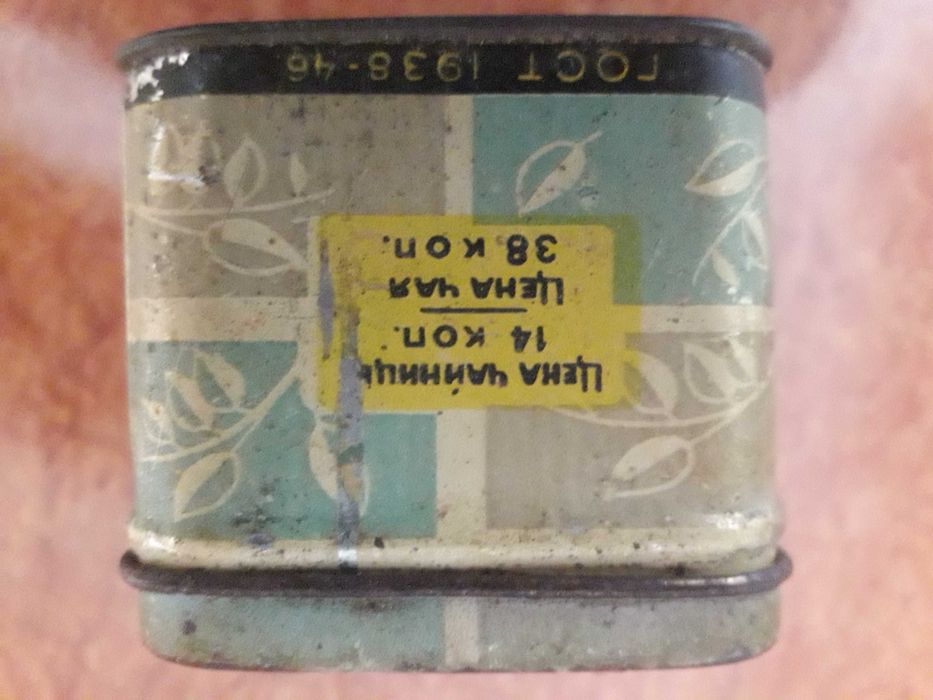 Цена чайницы
14 коп.
Цена чая
38 коп.
ГОСТ 1938-46